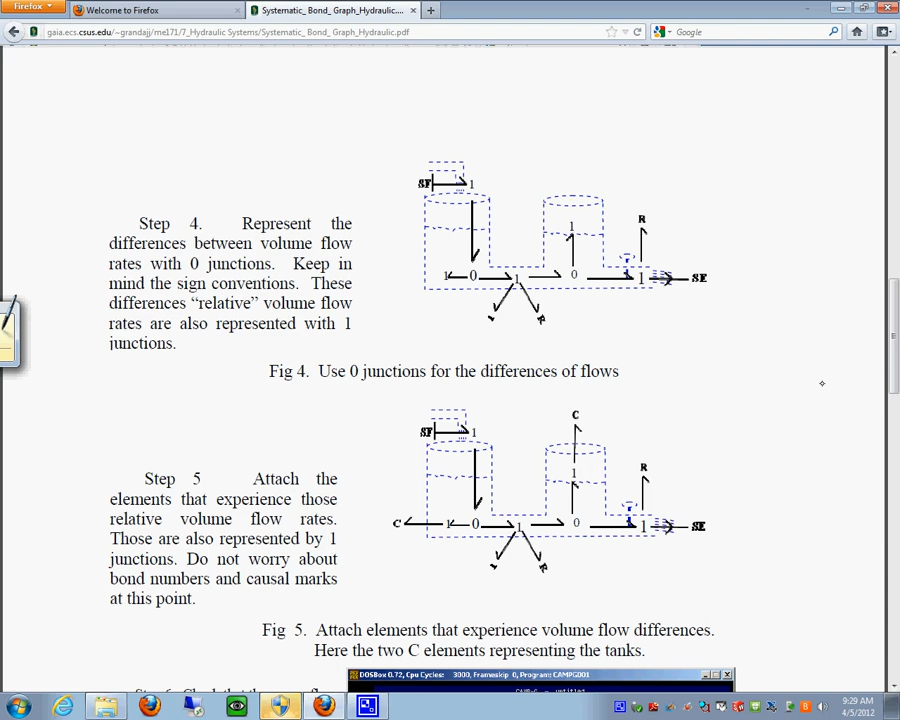 Firefox
Welcome to Firefox
Systematic_ Bond_ Graph_Hydraulic....
gaia.ecs.csus.edu/~grandajj/me171/7_Hydraulic Systems/Systematic_ Bond_ Graph_Hydraulic.pdf
Google
SF
1
R
1
1
0
1
0
1
SE
I
R
Step 4. Represent the
differences between volume flow
rates with 0 junctions. Keep in
mind the sign conventions. These
differences “relative” volume flow
rates are also represented with 1
junctions.
Fig 4. Use 0 junctions for the differences of flows
C
SF
1
R
1
C
1
0
1
0
1
SE
I
R
Step 5 Attach the
elements that experience those
relative volume flow rates.
Those are also represented by 1
junctions. Do not worry about
bond numbers and causal marks
at this point.
Fig 5. Attach elements that experience volume flow differences.
Here the two C elements representing the tanks.
DOSBox 0.72, Cpu Cycles: 3000, Frameskip 0, Program: CAMPG001
9:29 AM
4/5/2012